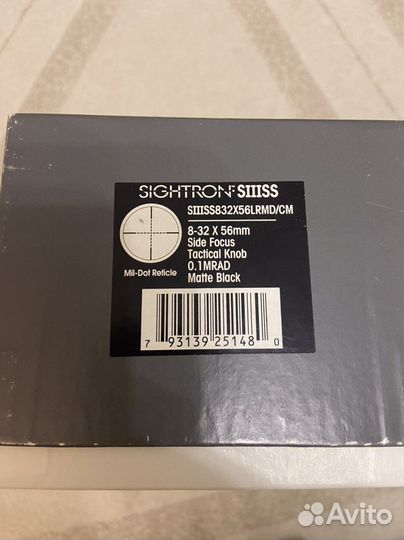 SIGHTRON SIIISS
SIIISS832X56LRMD/CM
8-32 X 56mm
Side Focus
Tactical Knob
0.1MRAD
Matte Black
Mil-Dot Reticle
7 93139 25148 0
Avito